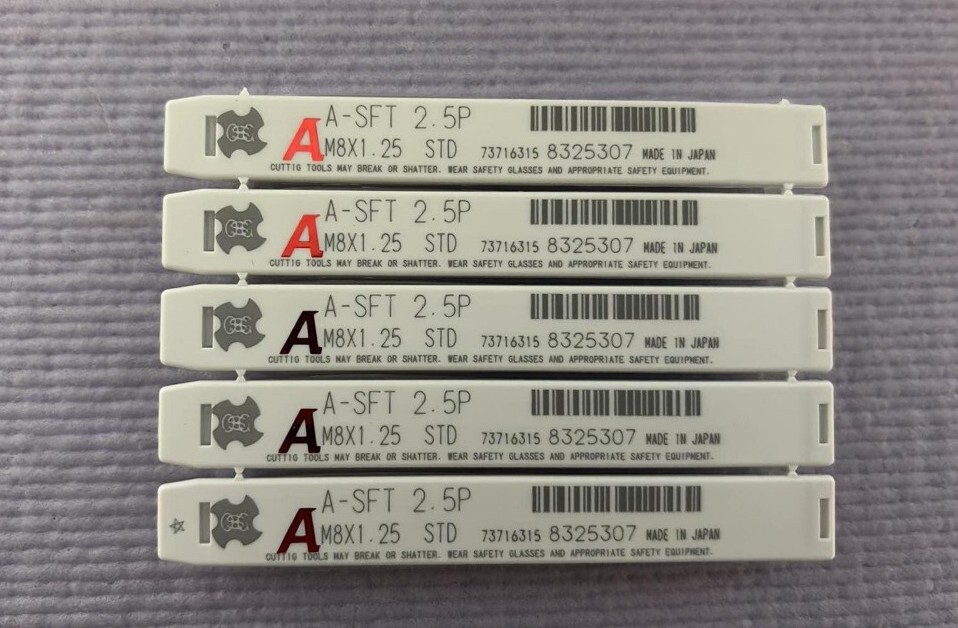 A A-SFT 2.5P
M8X1.25 STD 73716315 8325307 MADE IN JAPAN
CUTTIG TOOLS MAY BREAK OR SHATTER. WEAR SAFETY GLASSES AND APPROPRIATE SAFETY EQUIPMENT.
A A-SFT 2.5P
M8X1.25 STD 73716315 8325307 MADE IN JAPAN
CUTTIG TOOLS MAY BREAK OR SHATTER. WEAR SAFETY GLASSES AND APPROPRIATE SAFETY EQUIPMENT.
A A-SFT 2.5P
M8X1.25 STD 73716315 8325307 MADE IN JAPAN
CUTTIG TOOLS MAY BREAK OR SHATTER. WEAR SAFETY GLASSES AND APPROPRIATE SAFETY EQUIPMENT.
A A-SFT 2.5P
M8X1.25 STD 73716315 8325307 MADE IN JAPAN
CUTTIG TOOLS MAY BREAK OR SHATTER. WEAR SAFETY GLASSES AND APPROPRIATE SAFETY EQUIPMENT.
A A-SFT 2.5P
M8X1.25 STD 73716315 8325307 MADE IN JAPAN
CUTTIG TOOLS MAY BREAK OR SHATTER. WEAR SAFETY GLASSES AND APPROPRIATE SAFETY EQUIPMENT.